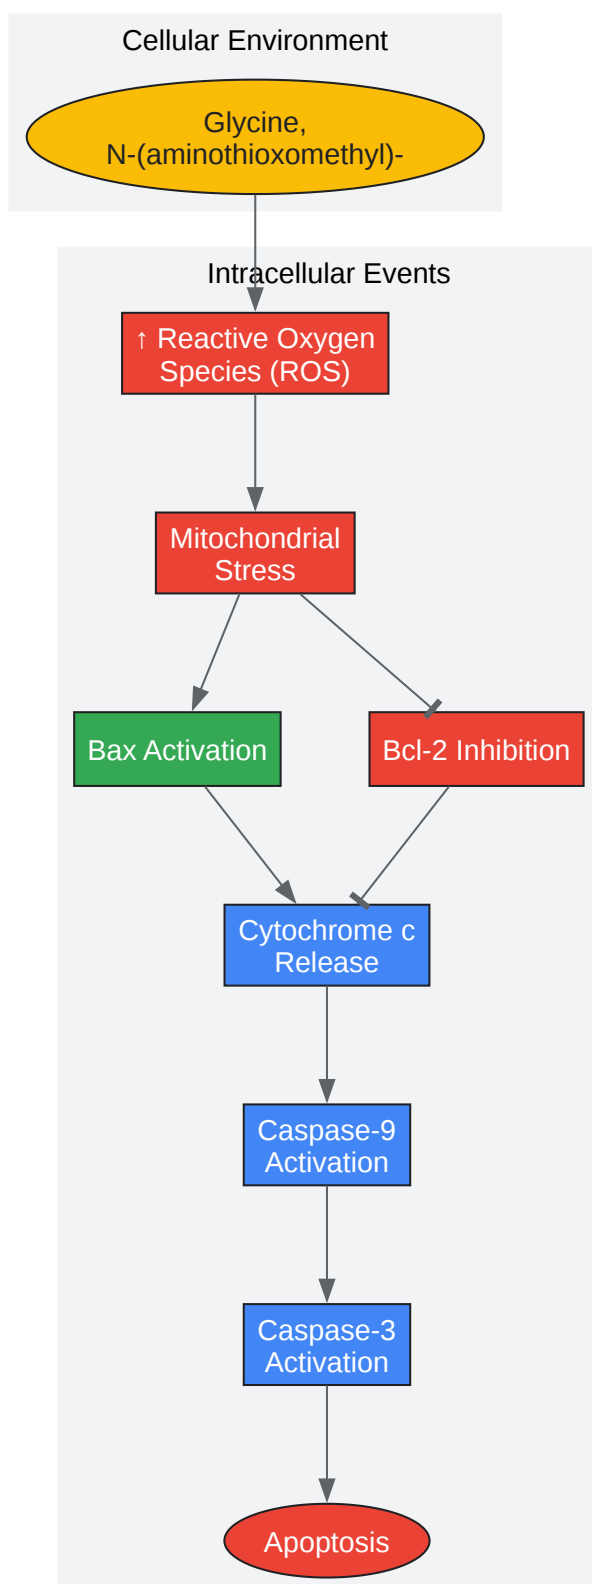 Cellular Environment
Glycine,
N-(aminothioxomethyl)-
Intracellular Events
↑ Reactive Oxygen
Species (ROS)
Mitochondrial
Stress
Bax Activation
Bcl-2 Inhibition
Cytochrome c
Release
Caspase-9
Activation
Caspase-3
Activation
Apoptosis